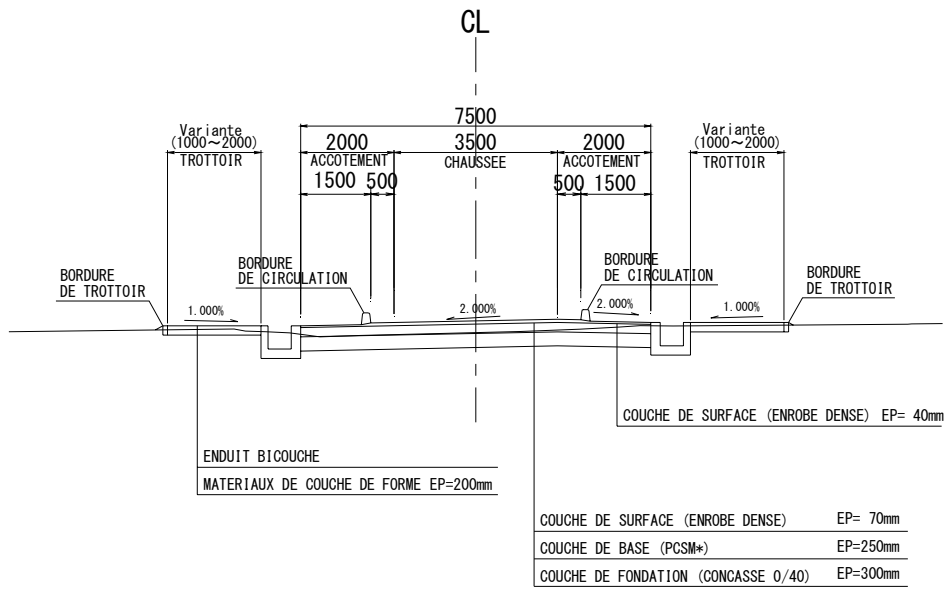 CL
7500
Variante
(1000～2000)
TROTTOIR
2000
ACCOTEMENT
3500
CHAUSSEE
2000
ACCOTEMENT
Variante
(1000～2000)
TROTTOIR
1500
500
500
1500
BORDURE
DE TROTTOIR
BORDURE
DE CIRCULATION
BORDURE
DE CIRCULATION
BORDURE
DE TROTTOIR
1.000%
2.000%
2.000%
1.000%
COUCHE DE SURFACE (ENROBE DENSE) EP= 40mm
ENDUIT BICOUCHE
MATERIAUX DE COUCHE DE FORME EP=200mm
COUCHE DE SURFACE (ENROBE DENSE) EP= 70mm
COUCHE DE BASE (PCSM*) EP=250mm
COUCHE DE FONDATION (CONCASSE 0/40) EP=300mm